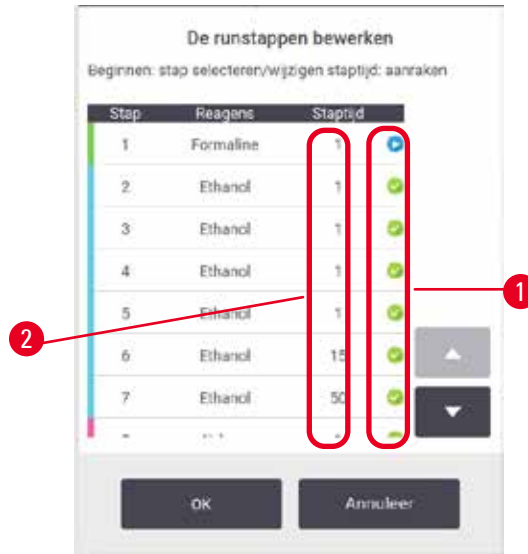 De runstappen bewerken
Beginnen: stap selecteren/wijzigen staptijd: aanraken
Stap Reagens Staptijd
1 Formaline 1
2 Ethanol 1
3 Ethanol 1
4 Ethanol 1
5 Ethanol 1
6 Ethanol 15
7 Ethanol 50
OK Annuleer
1
2